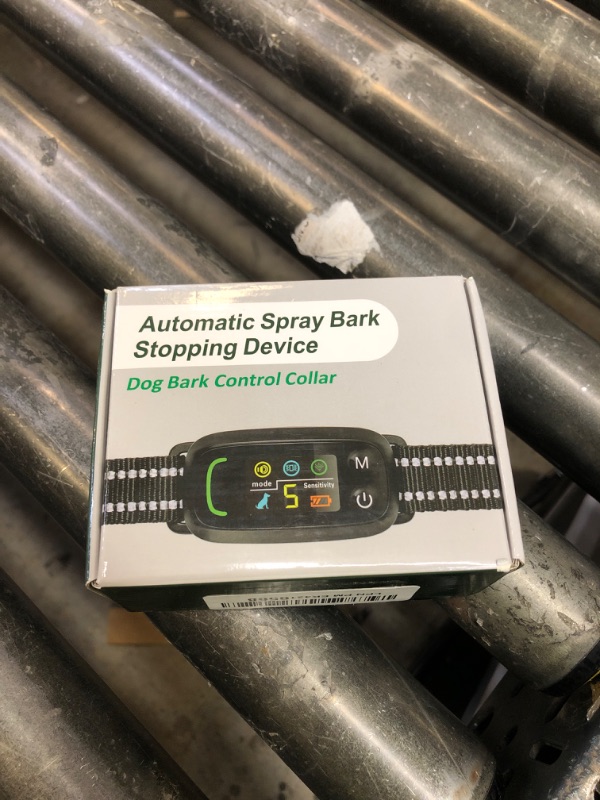 Automatic Spray Bark
Stopping Device
Dog Bark Control Collar
M
mode
Sensitivity
5